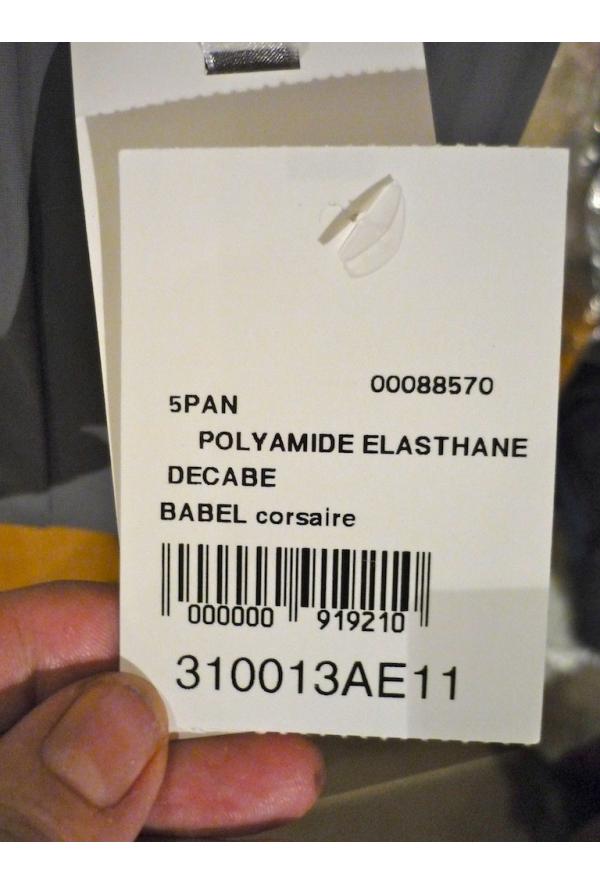 00088570
5PAN
POLYAMIDE ELASTHANE
DECABE
BABEL corsaire
000000 919210
310013AE11